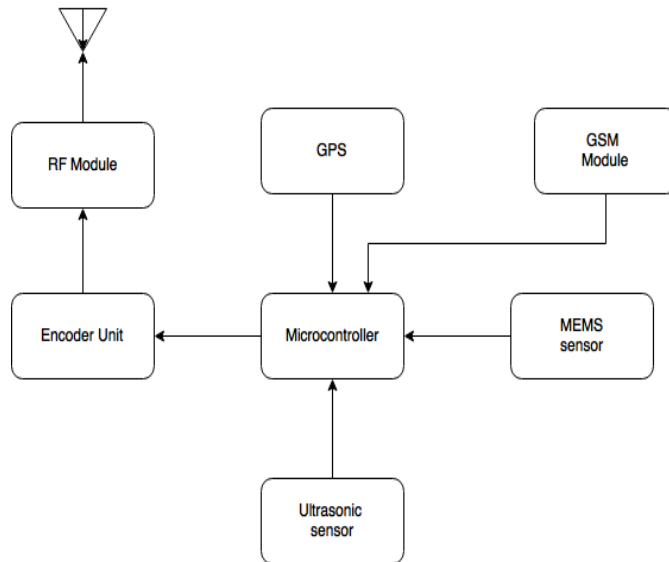 RF Module
GPS
GSM
Module
Encoder Unit
Microcontroller
MEMS
sensor
Ultrasonic
sensor